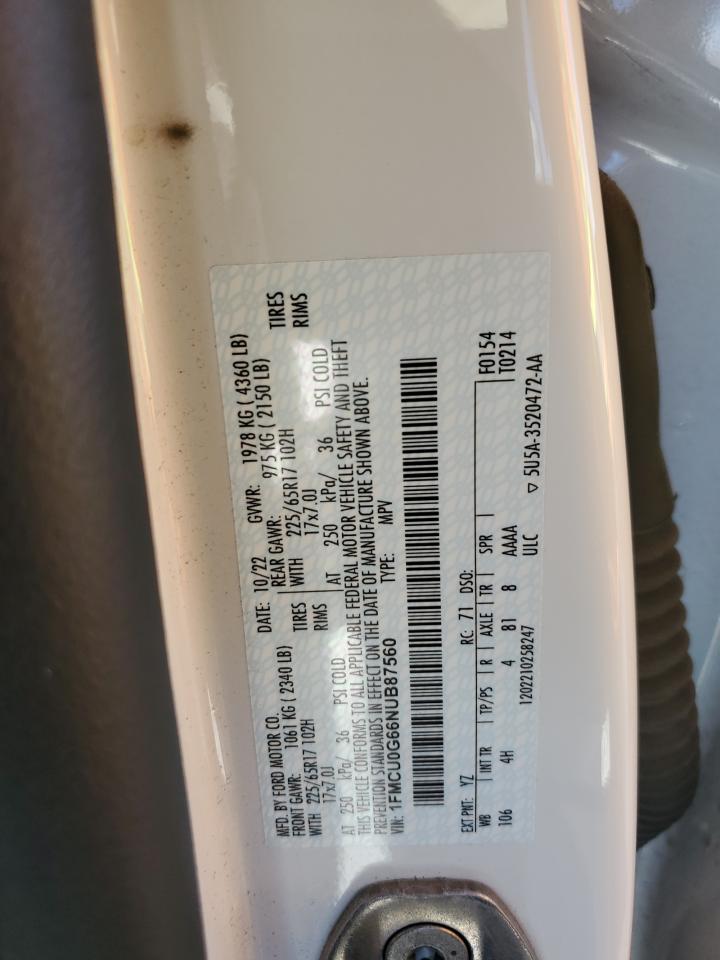 MFD. BY FORD MOTOR CO.
DATE: 10/22 GVWR: 1978 KG ( 4360 LB)
FRONT GAWR: 1061 KG ( 2340 LB)
REAR GAWR: 975 KG ( 2150 LB)
WITH 225/65R17 102H TIRES
WITH 225/65R17 102H TIRES
17x7.0J RIMS
17x7.0J RIMS
AT 250 kPa/ 36 PSI COLD
AT 250 kPa/ 36 PSI COLD
THIS VEHICLE CONFORMS TO ALL APPLICABLE FEDERAL MOTOR VEHICLE SAFETY AND THEFT
PREVENTION STANDARDS IN EFFECT ON THE DATE OF MANUFACTURE SHOWN ABOVE.
VIN: 1FMCU0G66NUB87560 TYPE: MPV
EXT PNT: YZ RC: 71 DSO: F0154
WB INT TR TP/PS R AXLE TR SPR T0214
106 4H 4 81 8 AAAA
1202210258247 ULC
▽ 5U5A-3520472-AA